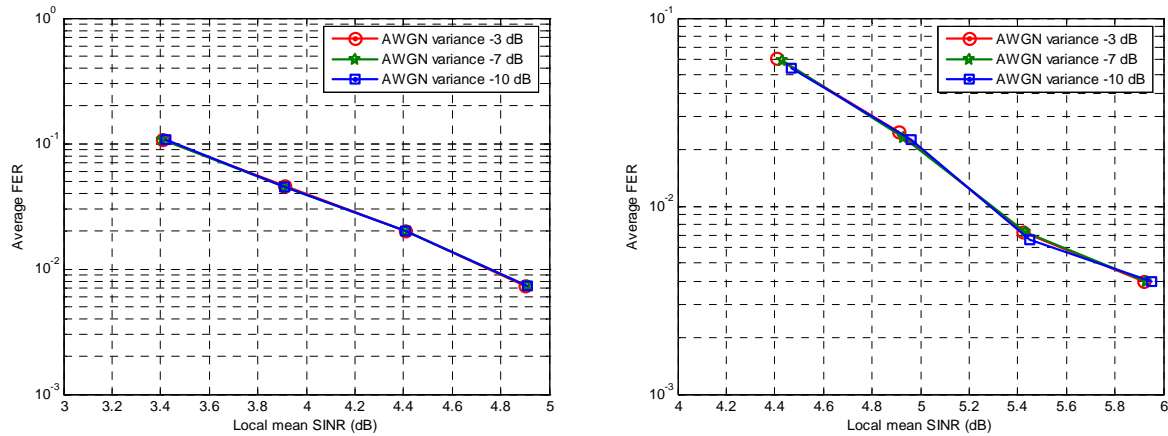 10^0
10^-1
10^-2
10^-3
Average FER
3 3.2 3.4 3.6 3.8 4 4.2 4.4 4.6 4.8 5
Local mean SINR (dB)
AWGN variance -3 dB
AWGN variance -7 dB
AWGN variance -10 dB
10^-1
10^-2
10^-3
Average FER
4 4.2 4.4 4.6 4.8 5 5.2 5.4 5.6 5.8 6
Local mean SINR (dB)
AWGN variance -3 dB
AWGN variance -7 dB
AWGN variance -10 dB